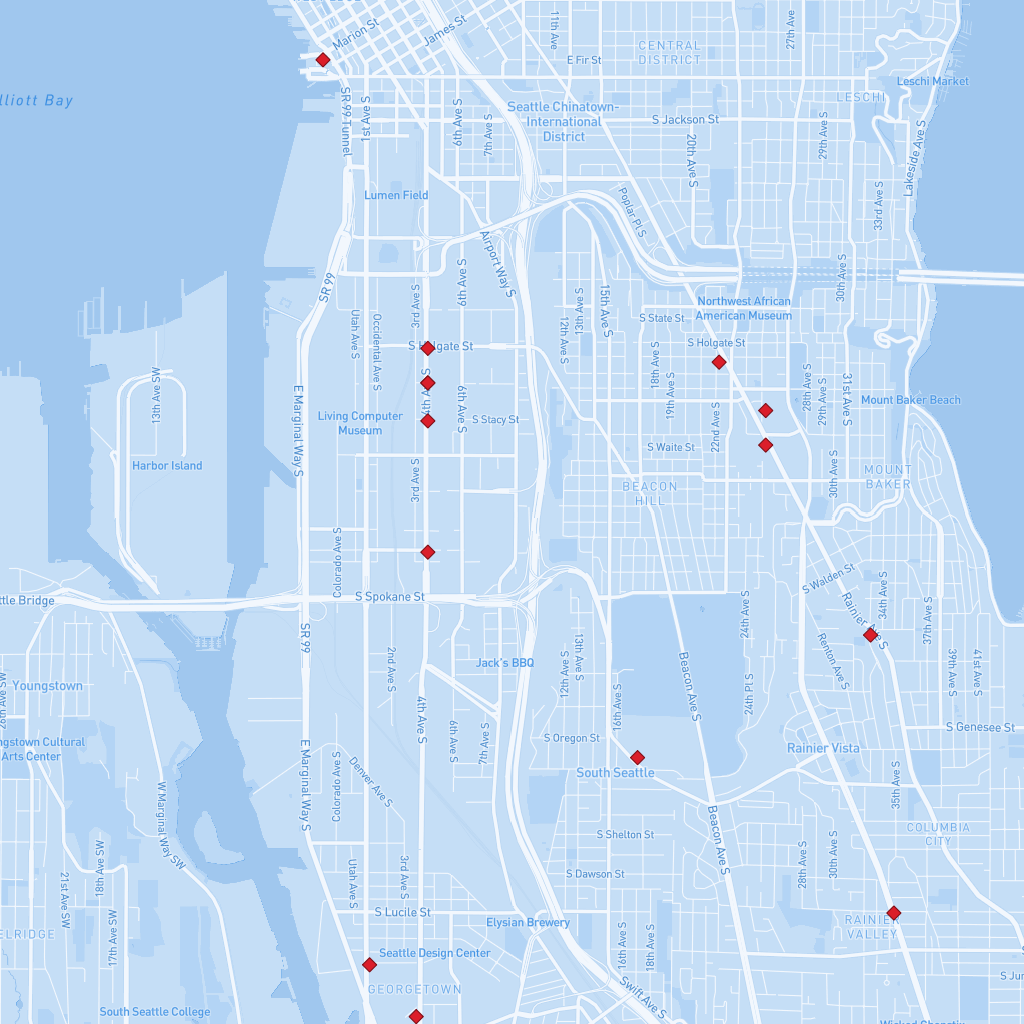 Marion St
James St
11th Ave
27th Ave
E Fir St
CENTRAL
DISTRICT
Leschi Market
LESCHI
lliott Bay
SR 99 Tunnel
1st Ave S
6th Ave S
7th Ave S
Seattle Chinatown-
International
District
S Jackson St
20th Ave S
29th Ave S
Lakeside Ave S
33rd Ave S
Lumen Field
Poplar Pl S
Airport Way S
SR 99
6th Ave S
3rd Ave S
15th Ave S
13th Ave S
12th Ave S
30th Ave S
Northwest African
American Museum
S State St
S Holgate St
S Holgate St
Utah Ave S
Occidental Ave S
4th Ave S
6th Ave S
18th Ave S
19th Ave S
22nd Ave S
28th Ave S
29th Ave S
31st Ave S
Mount Baker Beach
13th Ave SW
E Marginal Way S
Living Computer
Museum
S Stacy St
S Waite St
Harbor Island
3rd Ave S
BEACON
HILL
30th Ave S
MOUNT
BAKER
Colorado Ave S
S Spokane St
ttle Bridge
S Walden St
Rainier Ave S
34th Ave S
37th Ave S
24th Ave S
SR 99
2nd Ave S
Jack's BBQ
12th Ave S
13th Ave S
16th Ave S
Beacon Ave S
24th Pl S
Renton Ave S
39th Ave S
41st Ave S
Youngstown
26th Ave SW
ngstown Cultural
Arts Center
4th Ave S
6th Ave S
7th Ave S
S Oregon St
S Genesee St
Rainier Vista
South Seattle
E Marginal Way S
Colorado Ave S
Denver Ave S
35th Ave S
W Marginal Way SW
Beacon Ave S
S Shelton St
COLUMBIA
CITY
18th Ave SW
21st Ave SW
17th Ave SW
Utah Ave S
3rd Ave S
S Dawson St
28th Ave S
30th Ave S
S Lucile St
Elysian Brewery
RAINIER
VALLEY
ELRIDGE
16th Ave S
18th Ave S
Seattle Design Center
GEORGETOWN
Swift Ave S
S Jun
South Seattle College